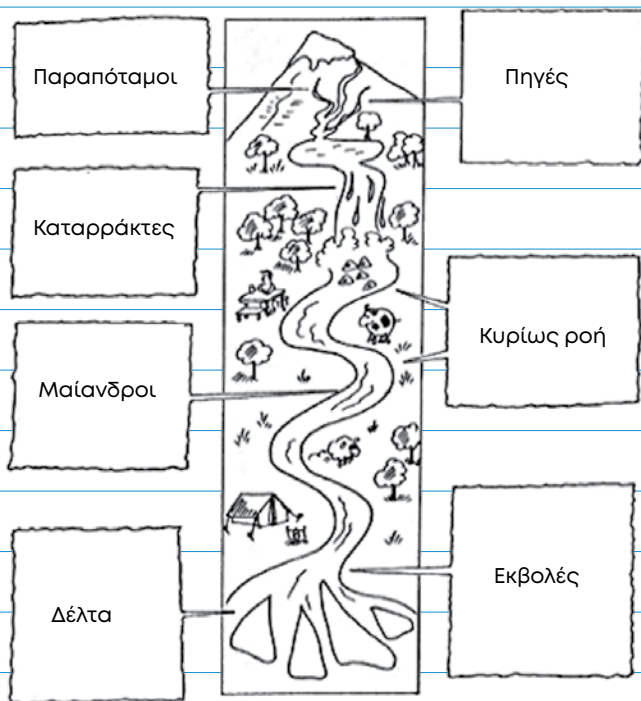 Παραπόταμοι
Πηγές
Καταρράκτες
Κυρίως ροή
Μαίανδροι
Εκβολές
Δέλτα